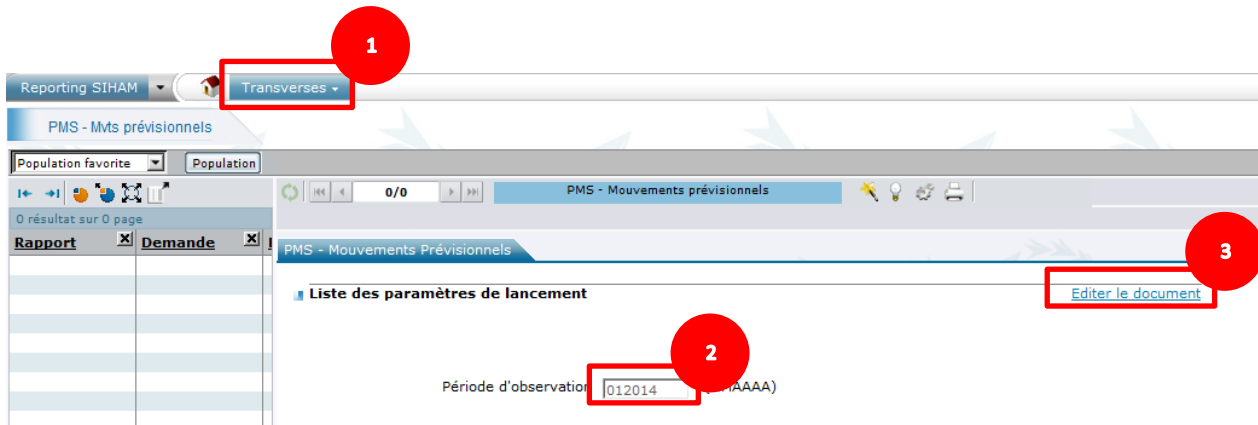 1
Reporting SIHAM Transverses
PMS - Mvts prévisionnels
Population favorite Population
0/0 PMS - Mouvements prévisionnels
0 résultat sur 0 page
Rapport Demande
PMS - Mouvements Prévisionnels
3
Liste des paramètres de lancement Editer le document
2
Période d'observation 012014 AAAA)